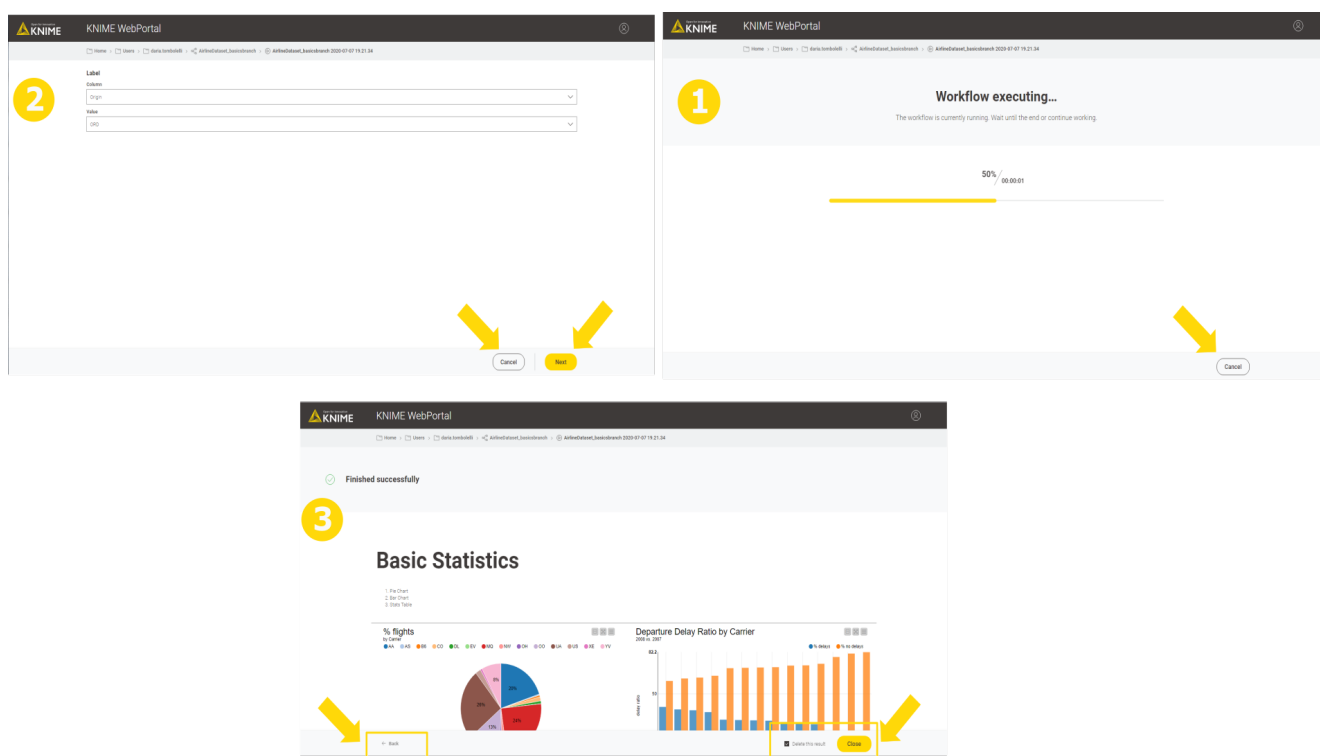 KNIME
KNIME WebPortal
Home › Users › daria.tombolelli › AirlineDataset_basicsbranch › AirlineDataset_basicsbranch 2020-07-07 19.21.34
2
Label
Column
Origin
Value
ORD
Cancel
Next
KNIME
KNIME WebPortal
Home › Users › daria.tombolelli › AirlineDataset_basicsbranch › AirlineDataset_basicsbranch 2020-07-07 19.21.34
1
Workflow executing...
The workflow is currently running. Wait until the end or continue working.
50% / 00:00:01
Cancel
KNIME
KNIME WebPortal
Home › Users › daria.tombolelli › AirlineDataset_basicsbranch › AirlineDataset_basicsbranch 2020-07-07 19.21.34
Finished successfully
3
Basic Statistics
1. Pie Chart
2. Bar Chart
3. Stats Table
% flights
by Carrier
AA AS B6 CO DL EV MQ NW OH OO UA US XE YV
9%
20%
29%
24%
13%
Departure Delay Ratio by Carrier
2008 vs. 2007
% delays % no delays
delay ratio
← Back
Delete this result
Close